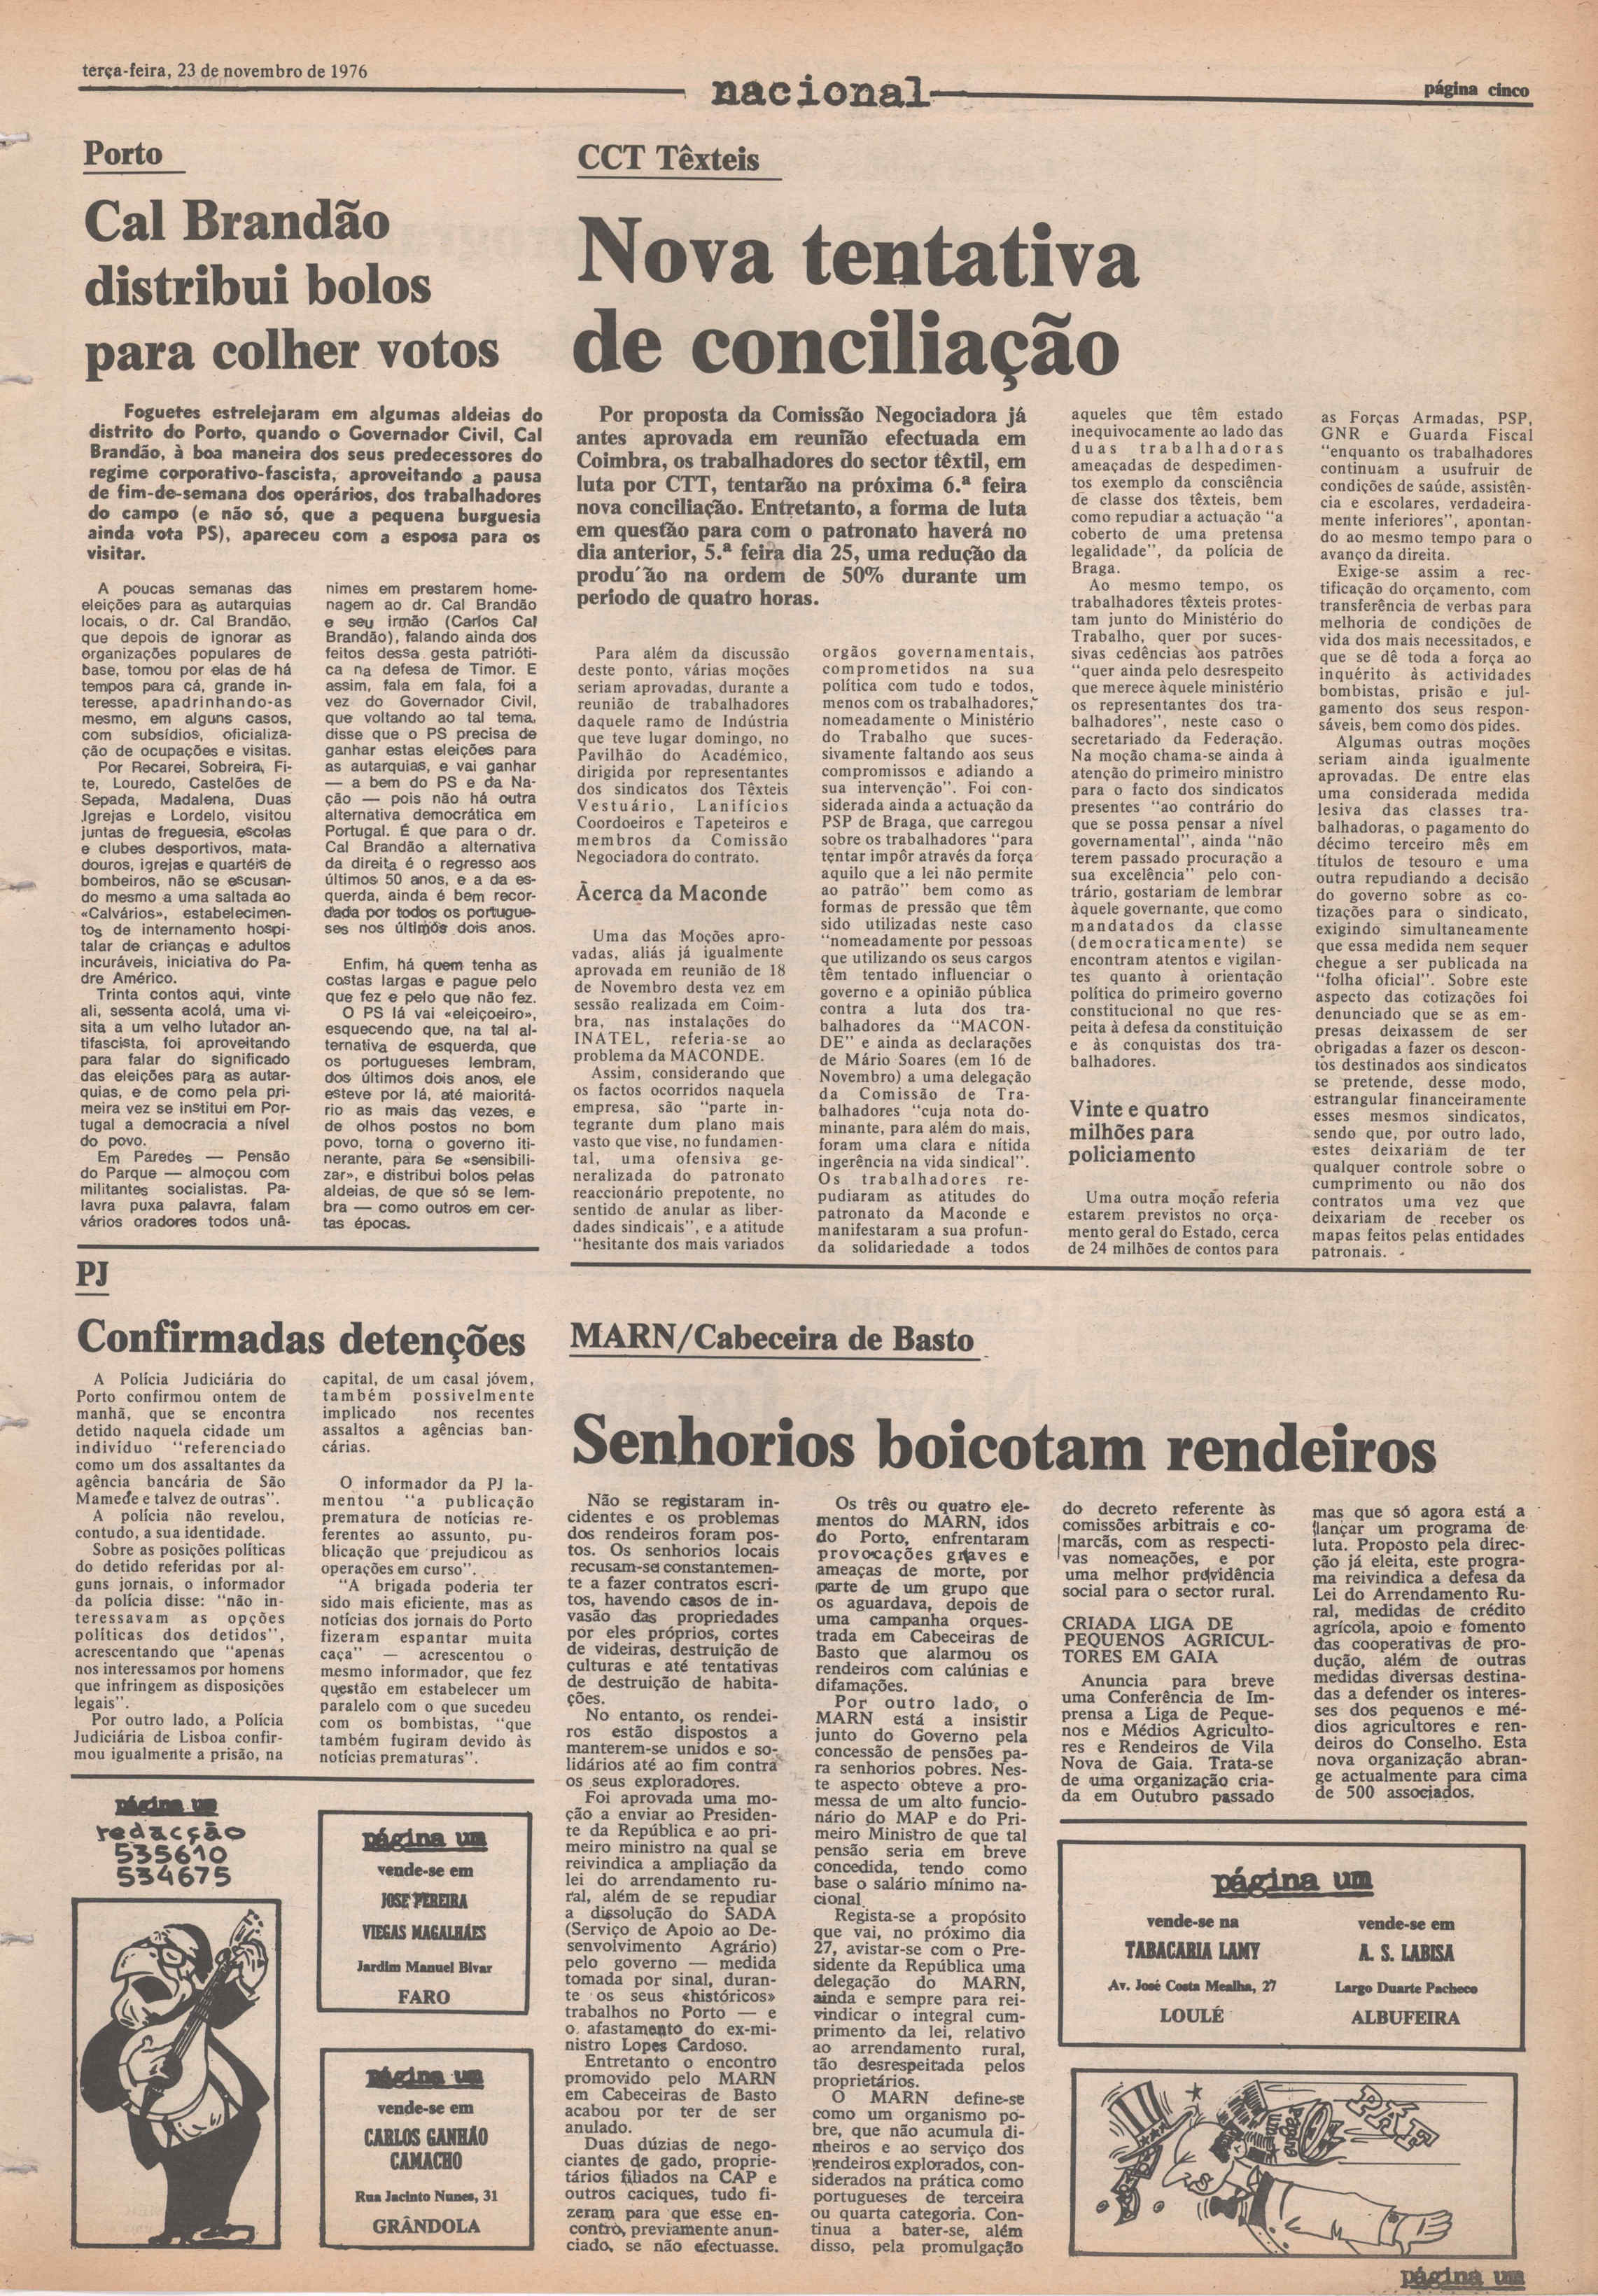 terça-feira, 23 de novembro de 1976
nacional
página cinco
Porto
Cal Brandão
distribui bolos
para colher votos
Foguetes estrelejaram em algumas aldeias do
distrito do Porto, quando o Governador Civil, Cal
Brandão, à boa maneira dos seus predecessores do
regime corporativo-fascista, aproveitando a pausa
de fim-de-semana dos operários, dos trabalhadores
do campo (e não só, que a pequena burguesia
ainda vota PS), apareceu com a esposa para os
visitar.
A poucas semanas das
eleições para as autarquias
locais, o dr. Cal Brandão,
que depois de ignorar as
organizações populares de
base, tomou por elas de há
tempos para cá, grande in-
teresse, apadrinhando-as
mesmo, em alguns casos,
com subsídios, oficializa-
ção de ocupações e visitas.
Por Recarei, Sobreira, Fi-
te, Louredo, Castelões de
Sepada, Madalena, Duas
Igrejas e Lordelo, visitou
juntas de freguesia, escolas
e clubes desportivos, mata-
douros, igrejas e quartéis de
bombeiros, não se escusan-
do mesmo a uma saltada ao
«Calvários», estabelecimen-
tos de internamento hospi-
talar de crianças e adultos
incuráveis, iniciativa do Pa-
dre Américo.
Trinta contos aqui, vinte
ali, sessenta acolá, uma vi-
sita a um velho lutador an-
tifascista, foi aproveitando
para falar do significado
das eleições para as autar-
quias, e de como pela pri-
meira vez se institui em Por-
tugal a democracia a nível
do povo.
Em Paredes — Pensão
do Parque — almoçou com
militantes socialistas. Pa-
lavra puxa palavra, falam
vários oradores todos unâ-
nimes em prestarem home-
nagem ao dr. Cal Brandão
e seu irmão (Carlos Cal
Brandão), falando ainda dos
feitos dessa gesta patrióti-
ca na defesa de Timor. E
assim, fala em fala, foi a
vez do Governador Civil,
que voltando ao tal tema,
disse que o PS precisa de
ganhar estas eleições para
as autarquias, e vai ganhar
— a bem do PS e da Na-
ção — pois não há outra
alternativa democrática em
Portugal. É que para o dr.
Cal Brandão a alternativa
da direita é o regresso aos
últimos 50 anos, e a da es-
querda, ainda é bem recor-
dada por todos os portugue-
ses nos últimos dois anos.
Enfim, há quem tenha as
costas largas e pague pelo
que fez e pelo que não fez.
O PS lá vai «eleiçoeiro»,
esquecendo que, na tal al-
ternativa de esquerda, que
os portugueses lembram,
dos últimos dois anos, ele
esteve por lá, até maioritá-
rio as mais das vezes, e
de olhos postos no bom
povo, torna o governo iti-
nerante, para se «sensibili-
zar», e distribui bolos pelas
aldeias, de que só se lem-
bra — como outros em cer-
tas épocas.
CCT Têxteis
Nova tentativa
de conciliação
Por proposta da Comissão Negociadora já
antes aprovada em reunião efectuada em
Coimbra, os trabalhadores do sector têxtil, em
luta por CTT, tentarão na próxima 6.ª feira
nova conciliação. Entretanto, a forma de luta
em questão para com o patronato haverá no
dia anterior, 5.ª feira dia 25, uma redução da
produ´ão na ordem de 50% durante um
período de quatro horas.
Para além da discussão
deste ponto, várias moções
seriam aprovadas, durante a
reunião de trabalhadores
daquele ramo de Indústria
que teve lugar domingo, no
Pavilhão do Académico,
dirigida por representantes
dos sindicatos dos Têxteis
Vestuário, Lanifícios
Coordoeiros e Tapeteiros e
membros da Comissão
Negociadora do contrato.
Àcerca da Maconde
Uma das Moções apro-
vadas, aliás já igualmente
aprovada em reunião de 18
de Novembro desta vez em
sessão realizada em Coim-
bra, nas instalações do
INATEL, referia-se ao
problema da MACONDE.
Assim, considerando que
os factos ocorridos naquela
empresa, são "parte in-
tegrante dum plano mais
vasto que vise, no fundamen-
tal, uma ofensiva ge-
neralizada do patronato
reaccionário prepotente, no
sentido de anular as liber-
dades sindicais", e a atitude
"hesitante dos mais variados
orgãos governamentais,
comprometidos na sua
política com tudo e todos,
menos com os trabalhadores,
nomeadamente o Ministério
do Trabalho que suces-
sivamente faltando aos seus
compromissos e adiando a
sua intervenção". Foi con-
siderada ainda a actuação da
PSP de Braga, que carregou
sobre os trabalhadores "para
tentar impôr através da força
aquilo que a lei não permite
ao patrão" bem como as
formas de pressão que têm
sido utilizadas neste caso
"nomeadamente por pessoas
que utilizando os seus cargos
têm tentado influenciar o
governo e a opinião pública
contra a luta dos tra-
balhadores da "MACON-
DE" e ainda as declarações
de Mário Soares (em 16 de
Novembro) a uma delegação
da Comissão de Tra-
balhadores "cuja nota do-
minante, para além do mais,
foram uma clara e nítida
ingerência na vida sindical".
Os trabalhadores re-
pudiaram as atitudes do
patronato da Maconde e
manifestaram a sua profun-
da solidariedade a todos
aqueles que têm estado
inequivocamente ao lado das
duas trabalhadoras
ameaçadas de despedimen-
tos exemplo da consciência
de classe dos têxteis, bem
como repudiar a actuação "a
coberto de uma pretensa
legalidade", da polícia de
Braga.
Ao mesmo tempo, os
trabalhadores têxteis protes-
tam junto do Ministério do
Trabalho, quer por suces-
sivas cedências aos patrões
"quer ainda pelo desrespeito
que merece àquele ministério
os representantes dos tra-
balhadores", neste caso o
secretariado da Federação.
Na moção chama-se ainda à
atenção do primeiro ministro
para o facto dos sindicatos
presentes "ao contrário do
que se possa pensar a nível
governamental", ainda "não
terem passado procuração a
sua excelência" pelo con-
trário, gostariam de lembrar
àquele governante, que como
mandatados da classe
(democraticamente) se
encontram atentos e vigilan-
tes quanto à orientação
política do primeiro governo
constitucional no que res-
peita à defesa da constituição
e às conquistas dos tra-
balhadores.
Vinte e quatro
milhões para
policiamento
Uma outra moção referia
estarem previstos no orça-
mento geral do Estado, cerca
de 24 milhões de contos para
as Forças Armadas, PSP,
GNR e Guarda Fiscal
"enquanto os trabalhadores
continuam a usufruir de
condições de saúde, assistên-
cia e escolares, verdadeira-
mente inferiores", apontan-
do ao mesmo tempo para o
avanço da direita.
Exige-se assim a rec-
tificação do orçamento, com
transferência de verbas para
melhoria de condições de
vida dos mais necessitados, e
que se dê toda a força ao
inquérito às actividades
bombistas, prisão e jul-
gamento dos seus respon-
sáveis, bem como dos pides.
Algumas outras moções
seriam ainda igualmente
aprovadas. De entre elas
uma considerada medida
lesiva das classes tra-
balhadoras, o pagamento do
décimo terceiro mês em
títulos de tesouro e uma
outra repudiando a decisão
do governo sobre as co-
tizações para o sindicato,
exigindo simultaneamente
que essa medida nem sequer
chegue a ser publicada na
"folha oficial". Sobre este
aspecto das cotizações foi
denunciado que se as em-
presas deixassem de ser
obrigadas a fazer os descon-
tos destinados aos sindicatos
se pretende, desse modo,
estrangular financeiramente
esses mesmos sindicatos,
sendo que, por outro lado,
estes deixariam de ter
qualquer controle sobre o
cumprimento ou não dos
contratos uma vez que
deixariam de receber os
mapas feitos pelas entidades
patronais.
PJ
Confirmadas detenções
A Polícia Judiciária do
Porto confirmou ontem de
manhã, que se encontra
detido naquela cidade um
indivíduo "referenciado
como um dos assaltantes da
agência bancária de São
Mamede e talvez de outras".
A polícia não revelou,
contudo, a sua identidade.
Sobre as posições políticas
do detido referidas por al-
guns jornais, o informador
da polícia disse: "não in-
teressavam as opções
políticas dos detidos",
acrescentando que "apenas
nos interessamos por homens
que infringem as disposições
legais".
Por outro lado, a Polícia
Judiciária de Lisboa confir-
mou igualmente a prisão, na
capital, de um casal jóvem,
também possivelmente
implicado nos recentes
assaltos a agências ban-
cárias.
O informador da PJ la-
mentou "a publicação
prematura de notícias re-
ferentes ao assunto, pu-
blicação que prejudicou as
operações em curso".
"A brigada poderia ter
sido mais eficiente, mas as
notícias dos jornais do Porto
fizeram espantar muita
caça" — acrescentou o
mesmo informador, que fez
questão em estabelecer um
paralelo com o que sucedeu
com os bombistas, "que
também fugiram devido às
notícias prematuras".
MARN/Cabeceira de Basto
Senhorios boicotam rendeiros
Não se registaram in-
cidentes e os problemas
dos rendeiros foram pos-
tos. Os senhorios locais
recusam-se constantemen-
te a fazer contratos escri-
tos, havendo casos de in-
vasão das propriedades
por eles próprios, cortes
de videiras, destruição de
culturas e até tentativas
de destruição de habita-
ções.
No entanto, os rendei-
ros estão dispostos a
manterem-se unidos e so-
lidários até ao fim contra
os seus exploradores.
Foi aprovada uma mo-
ção a enviar ao Presiden-
te da República e ao pri-
meiro ministro na qual se
reivindica a ampliação da
lei do arrendamento ru-
ral, além de se repudiar
a dissolução do SADA
(Serviço de Apoio ao De-
senvolvimento Agrário)
pelo governo — medida
tomada por sinal, duran-
te os seus «históricos»
trabalhos no Porto — e
o afastamento do ex-mi-
nistro Lopes Cardoso.
Entretanto o encontro
promovido pelo MARN
em Cabeceiras de Basto
acabou por ter de ser
anulado.
Duas dúzias de nego-
ciantes de gado, proprie-
tários filiados na CAP e
outros caciques, tudo fi-
zeram para que esse en-
contro, previamente anun-
ciado, se não efectuasse.
Os três ou quatro ele-
mentos do MARN, idos
do Porto, enfrentaram
provocações graves e
ameaças de morte, por
parte de um grupo que
os aguardava, depois de
uma campanha orques-
trada em Cabeceiras de
Basto que alarmou os
rendeiros com calúnias e
difamações.
Por outro lado, o
MARN está a insistir
junto do Governo pela
concessão de pensões pa-
ra senhorios pobres. Nes-
te aspecto obteve a pro-
messa de um alto funcio-
nário do MAP e do Pri-
meiro Ministro de que tal
pensão seria em breve
concedida, tendo como
base o salário mínimo na-
cional
Regista-se a propósito
que vai, no próximo dia
27, avistar-se com o Pre-
sidente da República uma
delegação do MARN,
ainda e sempre para rei-
vindicar o integral cum-
primento da lei, relativo
ao arrendamento rural,
tão desrespeitada pelos
proprietários.
O MARN define-se
como um organismo po-
bre, que não acumula di-
nheiros e ao serviço dos
rendeiros explorados, con-
siderados na prática como
portugueses de terceira
ou quarta categoria. Con-
tinua a bater-se, além
disso, pela promulgação
do decreto referente às
comissões arbitrais e co-
marcãs, com as respecti-
vas nomeações, e por
uma melhor previdência
social para o sector rural.
CRIADA LIGA DE
PEQUENOS AGRICUL-
TORES EM GAIA
Anuncia para breve
uma Conferência de Im-
prensa a Liga de Peque-
nos e Médios Agriculto-
res e Rendeiros de Vila
Nova de Gaia. Trata-se
de uma organização cria-
da em Outubro passado
mas que só agora está a
lançar um programa de
luta. Proposto pela direc-
ção já eleita, este progra-
ma reivindica a defesa da
Lei do Arrendamento Ru-
ral, medidas de crédito
agrícola, apoio e fomento
das cooperativas de pro-
dução, além de outras
medidas diversas destina-
das a defender os interes-
ses dos pequenos e mé-
dios agricultores e ren-
deiros do Conselho. Esta
nova organização abran-
ge actualmente para cima
de 500 associados.
página um
redacção
535610
534675
página um
vende-se em
JOSE PEREIRA
VIEGAS MAGALHÃES
Jardim Manuel Bivar
FARO
página um
vende-se em
CARLOS GANHÃO
CAMACHO
Rua Jacinto Nunes, 31
GRÂNDOLA
página um
vende-se na
TABACARIA LAMY
Av. José Costa Mealha, 27
LOULÉ
vende-se em
A. S. LABISA
Largo Duarte Pacheco
ALBUFEIRA
PÁF
página um